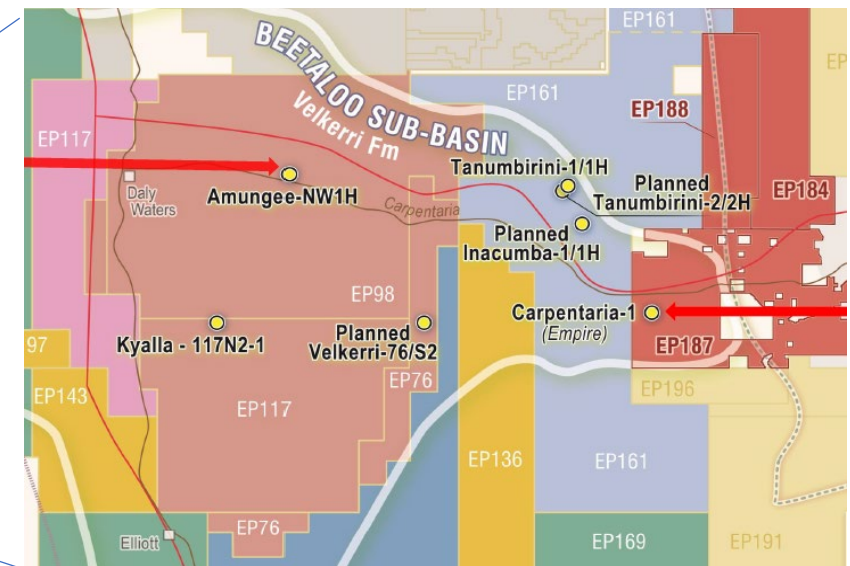 EP161
EP
BEETALOO SUB-BASIN
Velkerri Fm
EP161
EP188
EP117
Tanumbirini-1/1H
Planned
Tanumbirini-2/2H
EP184
Daly
Waters
Amungee-NW1H
Carpentaria
Planned
Inacumba-1/1H
EP98
Carpentaria-1
(Empire)
Kyalla - 117N2-1
Planned
Velkerri-76/S2
97
EP187
EP76
EP143
EP117
EP196
EP136
EP161
EP76
Elliott
EP169
EP191